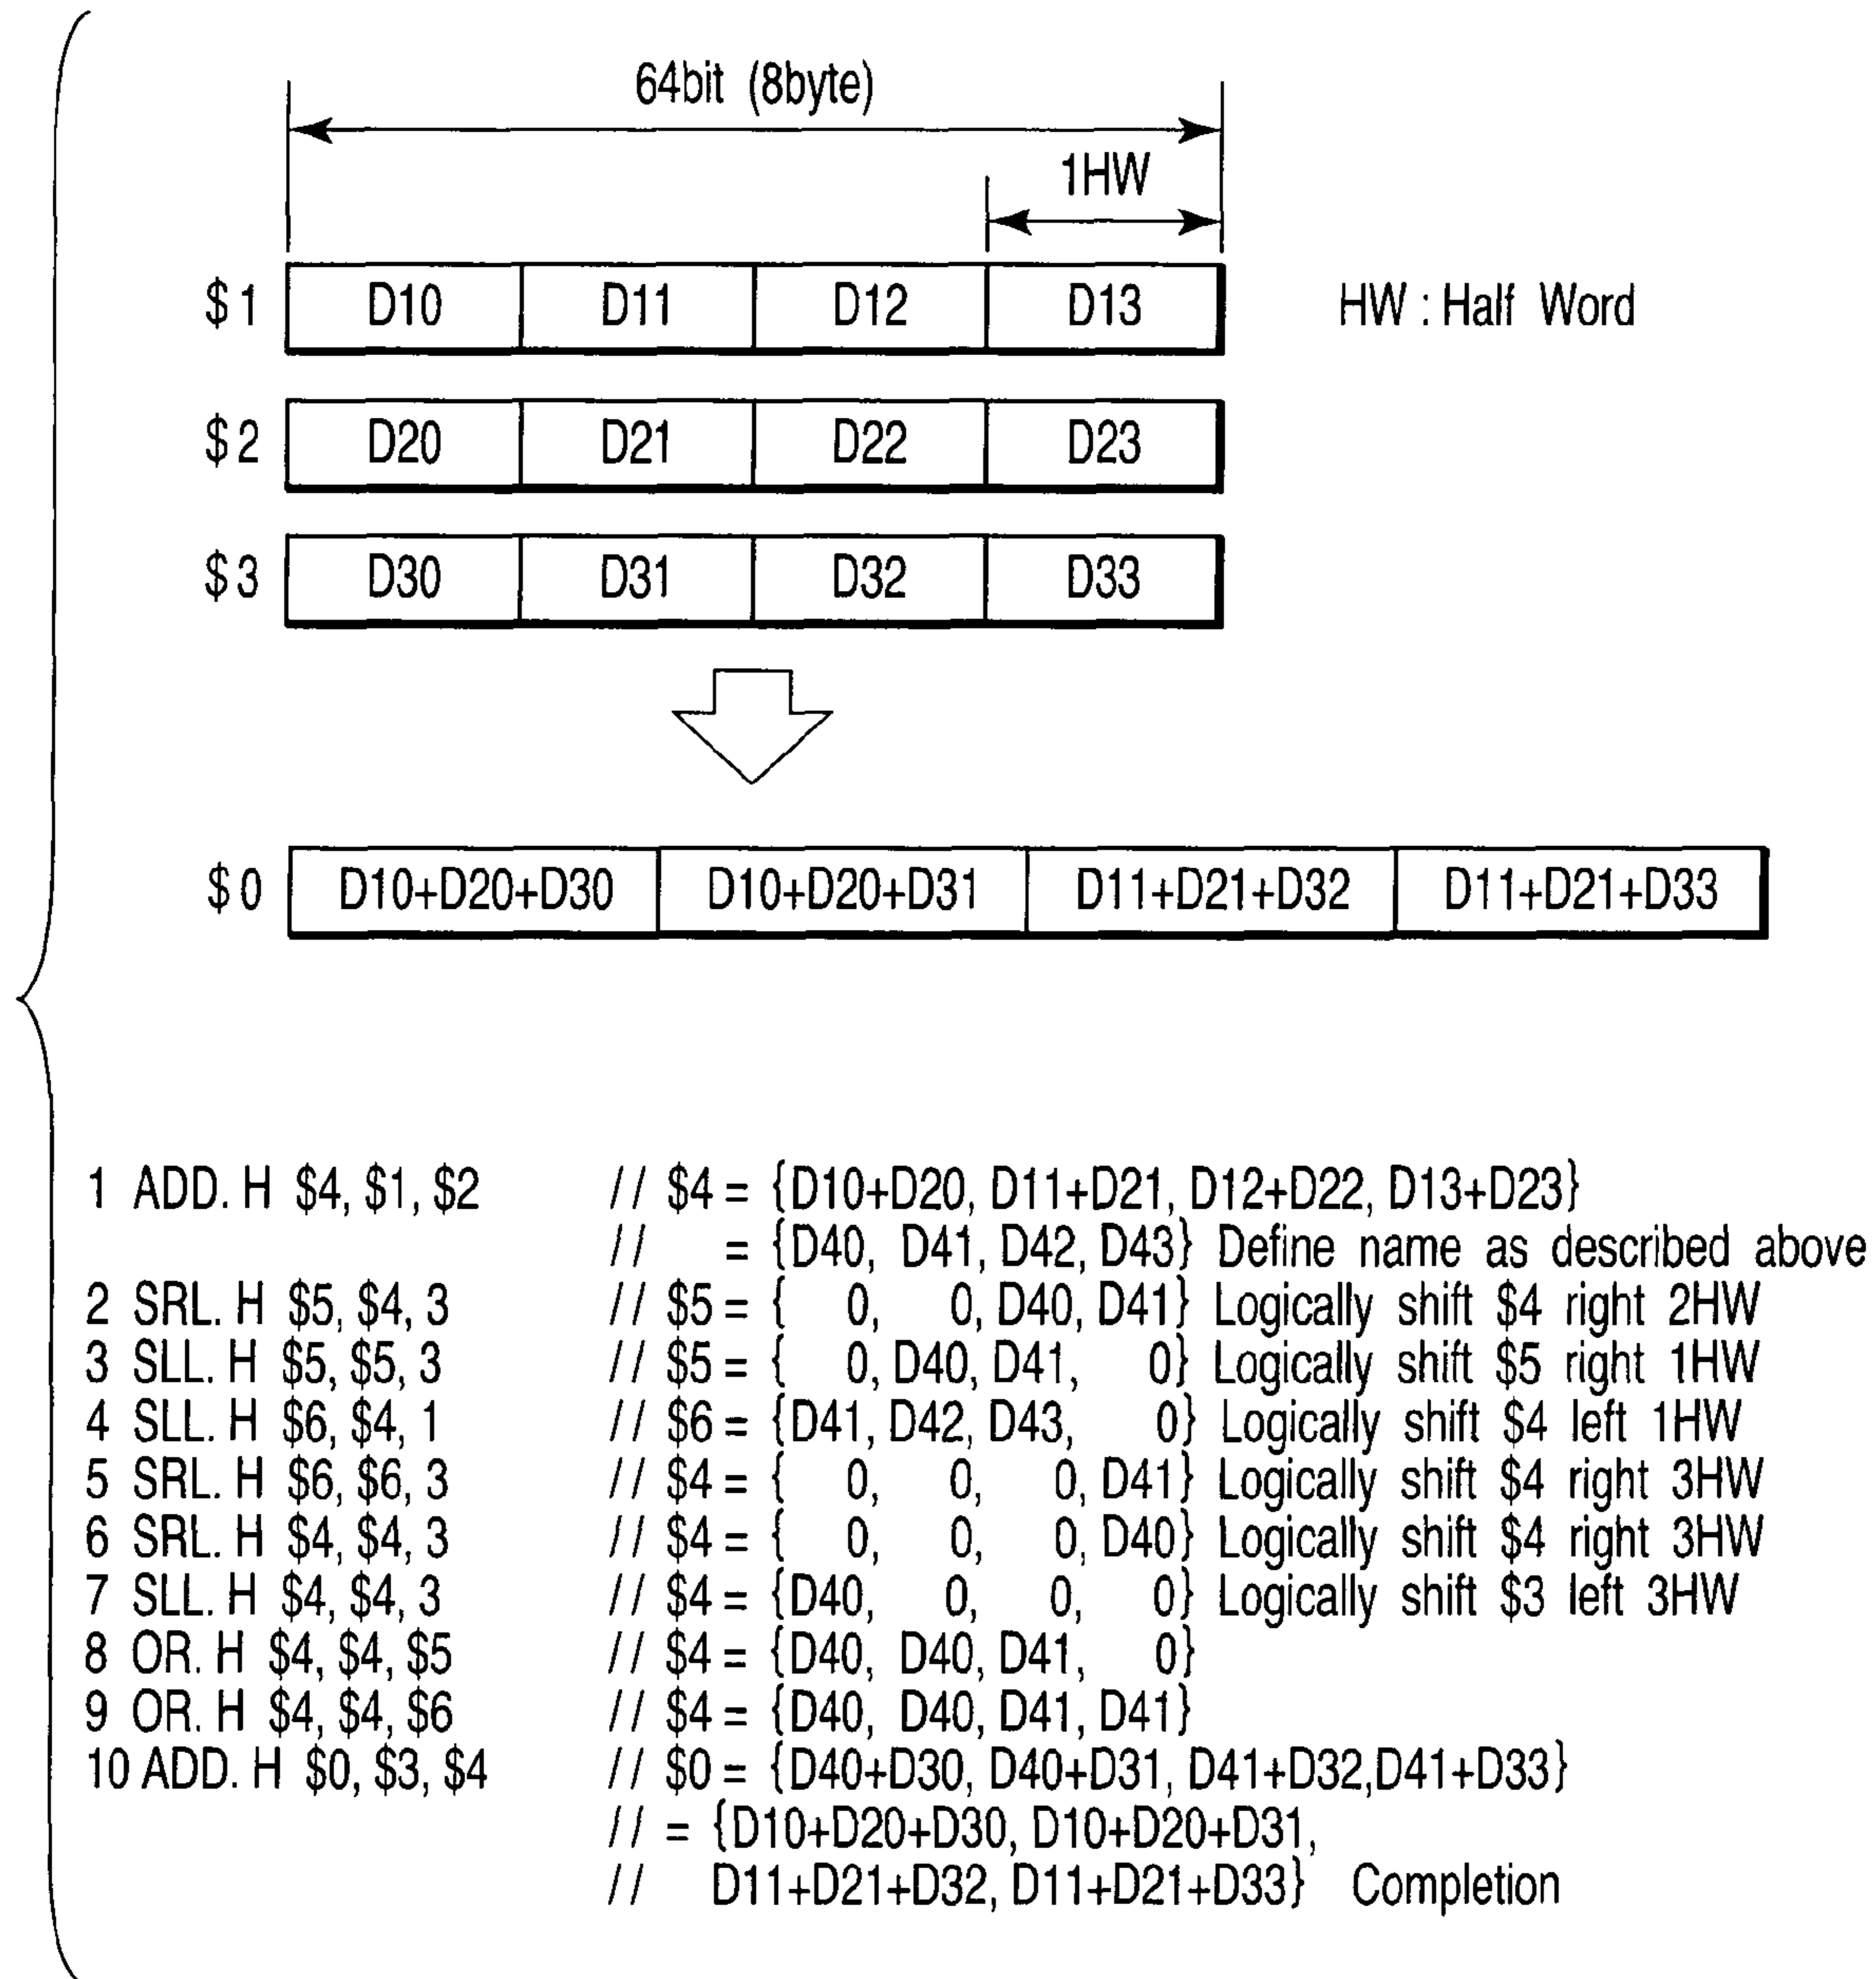 64bit (8byte)
1HW
$1 D10 D11 D12 D13 HW : Half Word
$2 D20 D21 D22 D23
$3 D30 D31 D32 D33
$0 D10+D20+D30 D10+D20+D31 D11+D21+D32 D11+D21+D33
1 ADD. H $4, $1, $2 // $4 = {D10+D20, D11+D21, D12+D22, D13+D23}
// = {D40, D41, D42, D43} Define name as described above
2 SRL. H $5, $4, 3 // $5 = { 0, 0, D40, D41} Logically shift $4 right 2HW
3 SLL. H $5, $5, 3 // $5 = { 0, D40, D41, 0} Logically shift $5 right 1HW
4 SLL. H $6, $4, 1 // $6 = {D41, D42, D43, 0} Logically shift $4 left 1HW
5 SRL. H $6, $6, 3 // $4 = { 0, 0, 0, D41} Logically shift $4 right 3HW
6 SRL. H $4, $4, 3 // $4 = { 0, 0, 0, D40} Logically shift $4 right 3HW
7 SLL. H $4, $4, 3 // $4 = {D40, 0, 0, 0} Logically shift $3 left 3HW
8 OR. H $4, $4, $5 // $4 = {D40, D40, D41, 0}
9 OR. H $4, $4, $6 // $4 = {D40, D40, D41, D41}
10 ADD. H $0, $3, $4 // $0 = {D40+D30, D40+D31, D41+D32,D41+D33}
// = {D10+D20+D30, D10+D20+D31,
// D11+D21+D32, D11+D21+D33} Completion